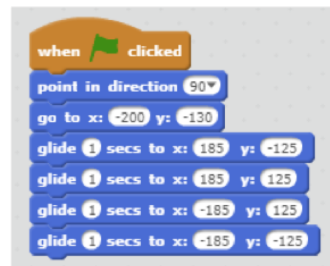 when clicked
point in direction 90▼
go to x: -200 y: -130
glide 1 secs to x: 185 y: -125
glide 1 secs to x: 185 y: 125
glide 1 secs to x: -185 y: 125
glide 1 secs to x: -185 y: -125